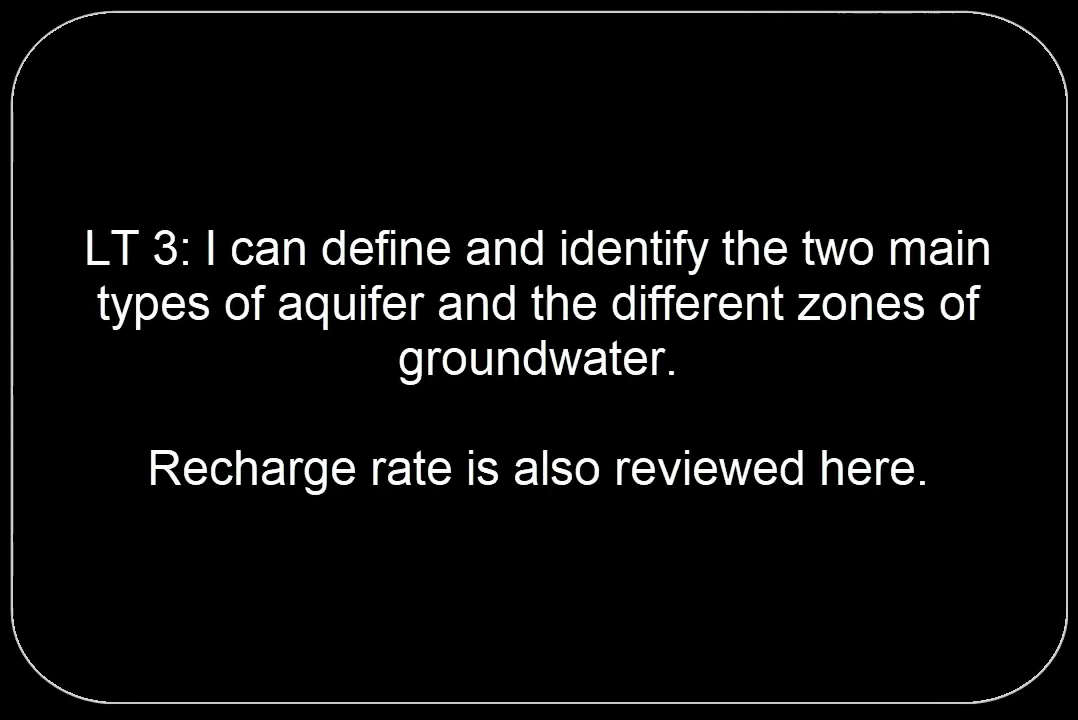 LT 3: I can define and identify the two main
types of aquifer and the different zones of
groundwater.
Recharge rate is also reviewed here.